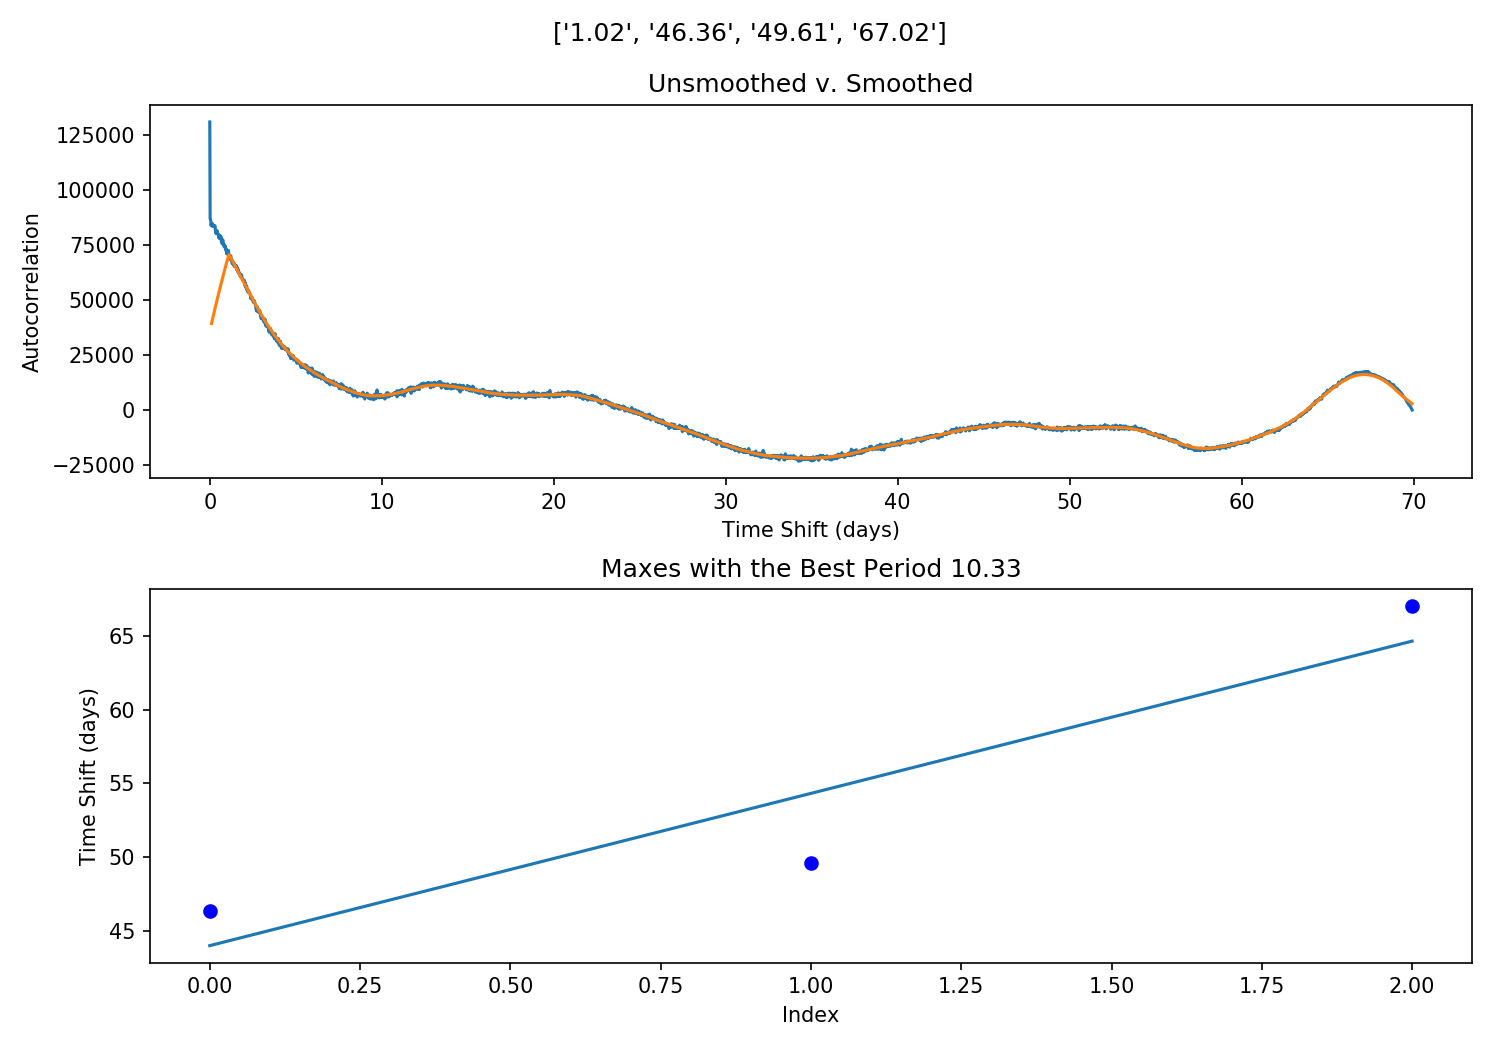 ['1.02', '46.36', '49.61', '67.02']
Unsmoothed v. Smoothed
Autocorrelation
125000
100000
75000
50000
25000
0
−25000
0 10 20 30 40 50 60 70
Time Shift (days)
Maxes with the Best Period 10.33
Time Shift (days)
65
60
55
50
45
0.00 0.25 0.50 0.75 1.00 1.25 1.50 1.75 2.00
Index